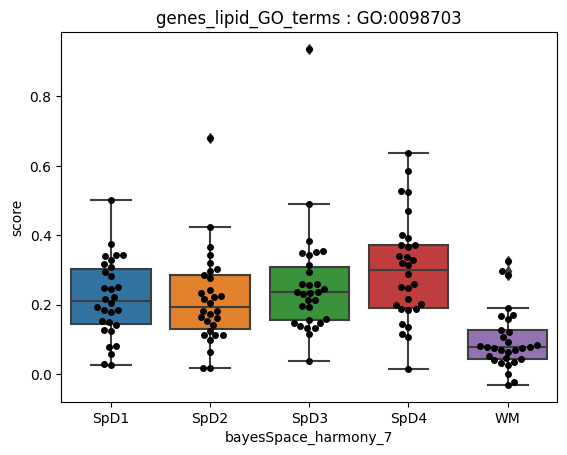 genes_lipid_GO_terms : GO:0098703
score
0.8
0.6
0.4
0.2
0.0
SpD1 SpD2 SpD3 SpD4 WM
bayesSpace_harmony_7